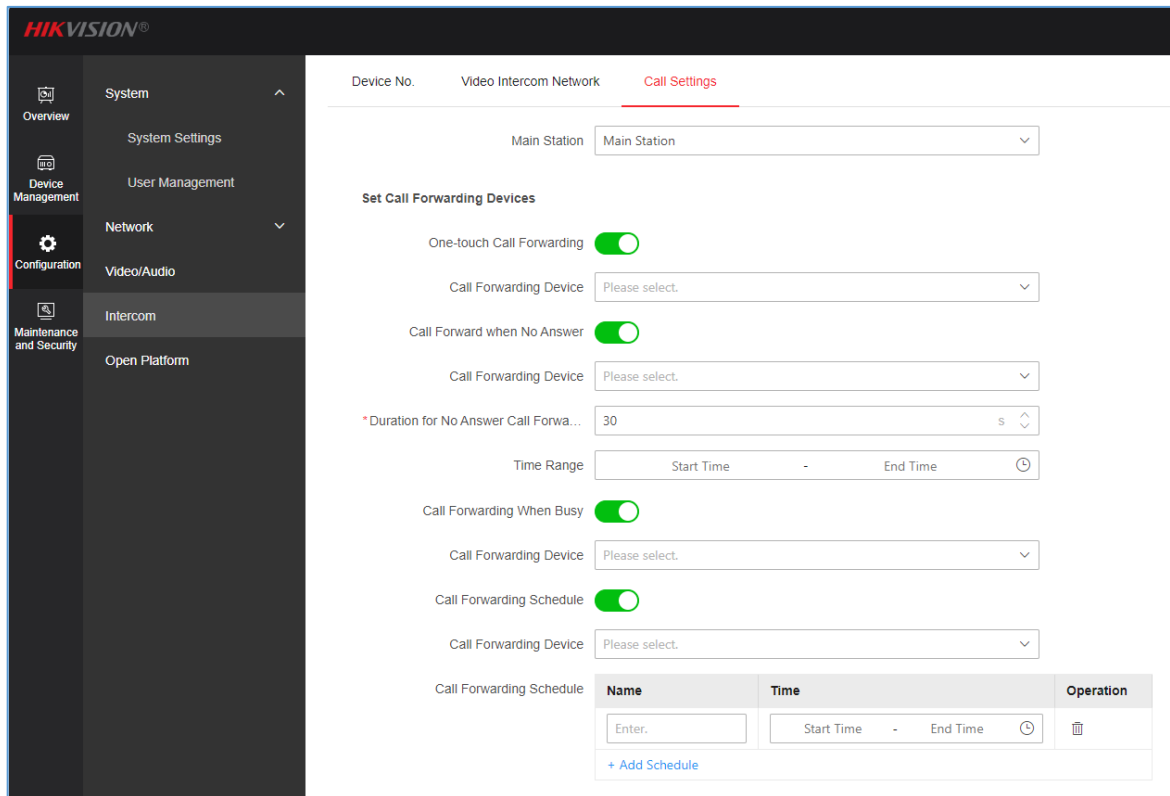 HIKVISION®
Overview
Device
Management
Configuration
Maintenance
and Security
System
System Settings
User Management
Network
Video/Audio
Intercom
Open Platform
Device No. Video Intercom Network Call Settings
Main Station Main Station
Set Call Forwarding Devices
One-touch Call Forwarding
Call Forwarding Device Please select.
Call Forward when No Answer
Call Forwarding Device Please select.
*Duration for No Answer Call Forwa... 30 s
Time Range Start Time - End Time
Call Forwarding When Busy
Call Forwarding Device Please select.
Call Forwarding Schedule
Call Forwarding Device Please select.
Call Forwarding Schedule Name Time Operation
Enter. Start Time - End Time
+ Add Schedule